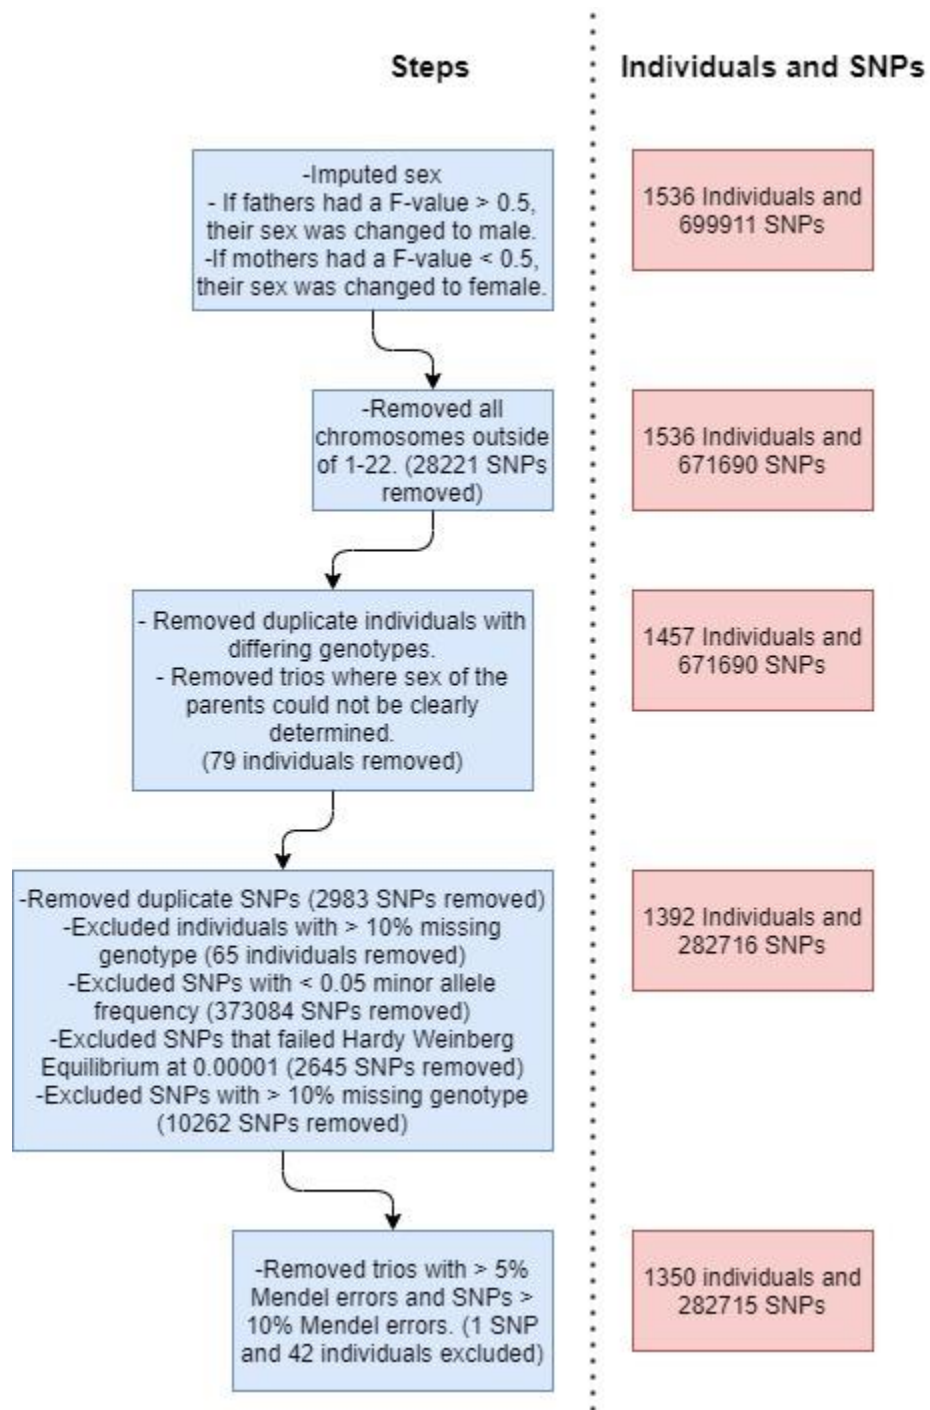 Steps
Individuals and SNPs
-Imputed sex
- If fathers had a F-value > 0.5,
their sex was changed to male.
-If mothers had a F-value < 0.5,
their sex was changed to female.
1536 Individuals and
699911 SNPs
-Removed all
chromosomes outside
of 1-22. (28221 SNPs
removed)
1536 Individuals and
671690 SNPs
- Removed duplicate individuals with
differing genotypes.
- Removed trios where sex of the
parents could not be clearly
determined.
(79 individuals removed)
1457 Individuals and
671690 SNPs
-Removed duplicate SNPs (2983 SNPs removed)
-Excluded individuals with > 10% missing
genotype (65 individuals removed)
-Excluded SNPs with < 0.05 minor allele
frequency (373084 SNPs removed)
-Excluded SNPs that failed Hardy Weinberg
Equilibrium at 0.00001 (2645 SNPs removed)
-Excluded SNPs with > 10% missing genotype
(10262 SNPs removed)
1392 Individuals and
282716 SNPs
-Removed trios with > 5%
Mendel errors and SNPs >
10% Mendel errors. (1 SNP
and 42 individuals excluded)
1350 individuals and
282715 SNPs